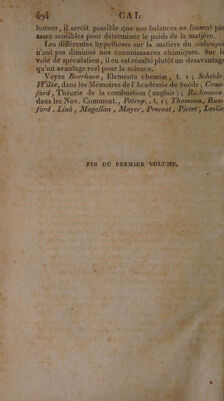 494 CAL
bornes, il seroit possible que nos balances ne fussent pas
assez sensibles pour déterminer le poids de la matière.
Les différentes hypothèses sur la matière du calorique
n'ont pas diminué nos connoissances chimiques. Sur la
voie de spéculation, il en est résulté plutôt un désavantage
qu'un avantage réel pour la science.
Voyez Boerhave, Elementa chemiæ, t. 1; Schéele,
Wilke, dans les Mémoires de l'Académie de Suède;
ford, Théorie de la combustion (anglais); Richmann
dans les Nov. Comment., Pétrop. t. 1; Thomson, Rum
ford, Link, Magellan, Mayer, Prevost, Pictet, Leslie
FIN DU PREMIER VOLUME.